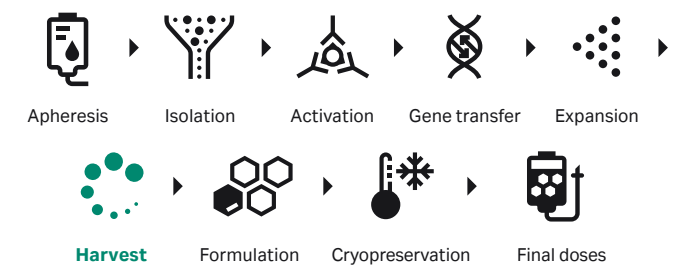 Apheresis
Isolation
Activation
Gene transfer
Expansion
Harvest
Formulation
Cryopreservation
Final doses